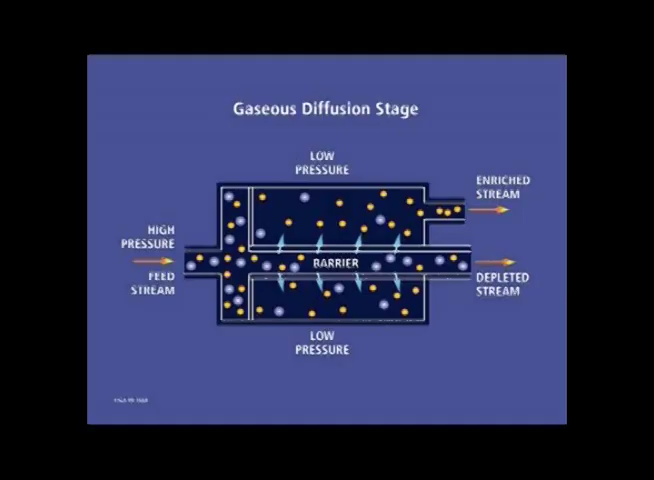 Gaseous Diffusion Stage
LOW
PRESSURE
ENRICHED
STREAM
HIGH
PRESSURE
BARRIER
FEED
STREAM
DEPLETED
STREAM
LOW
PRESSURE